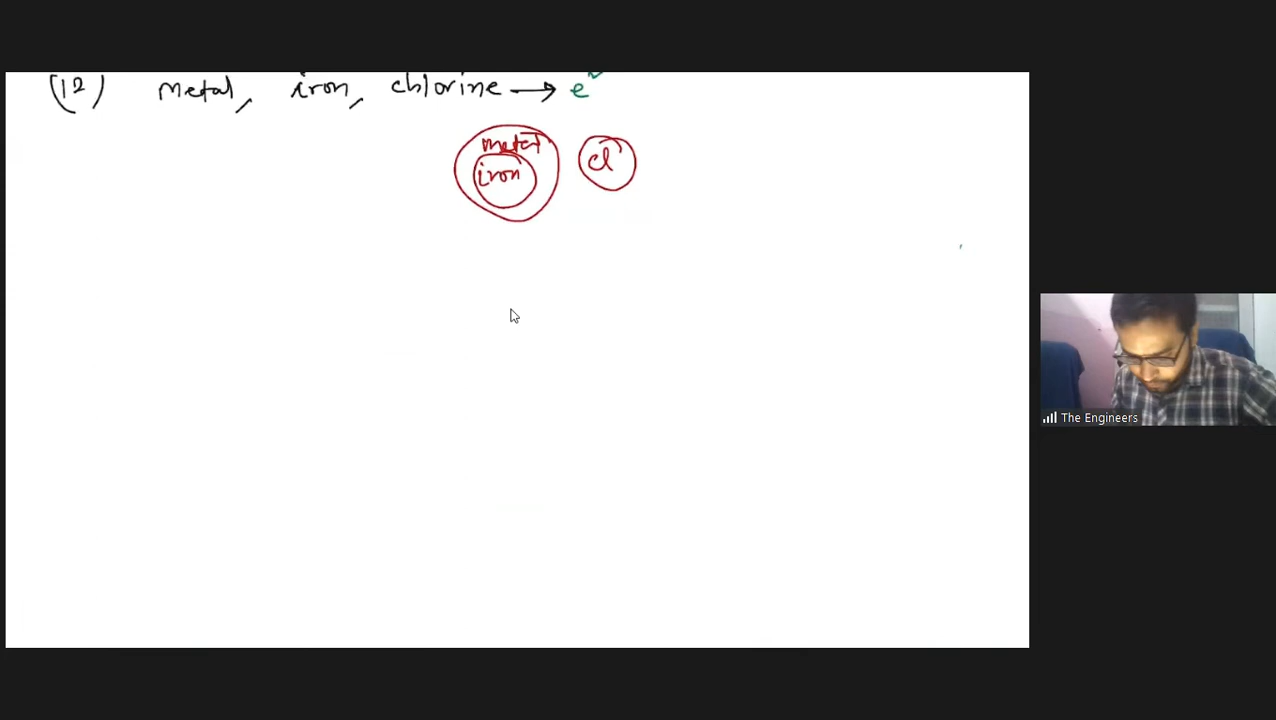 (12) metal, iron, chlorine → e
metal
iron
cl
The Engineers